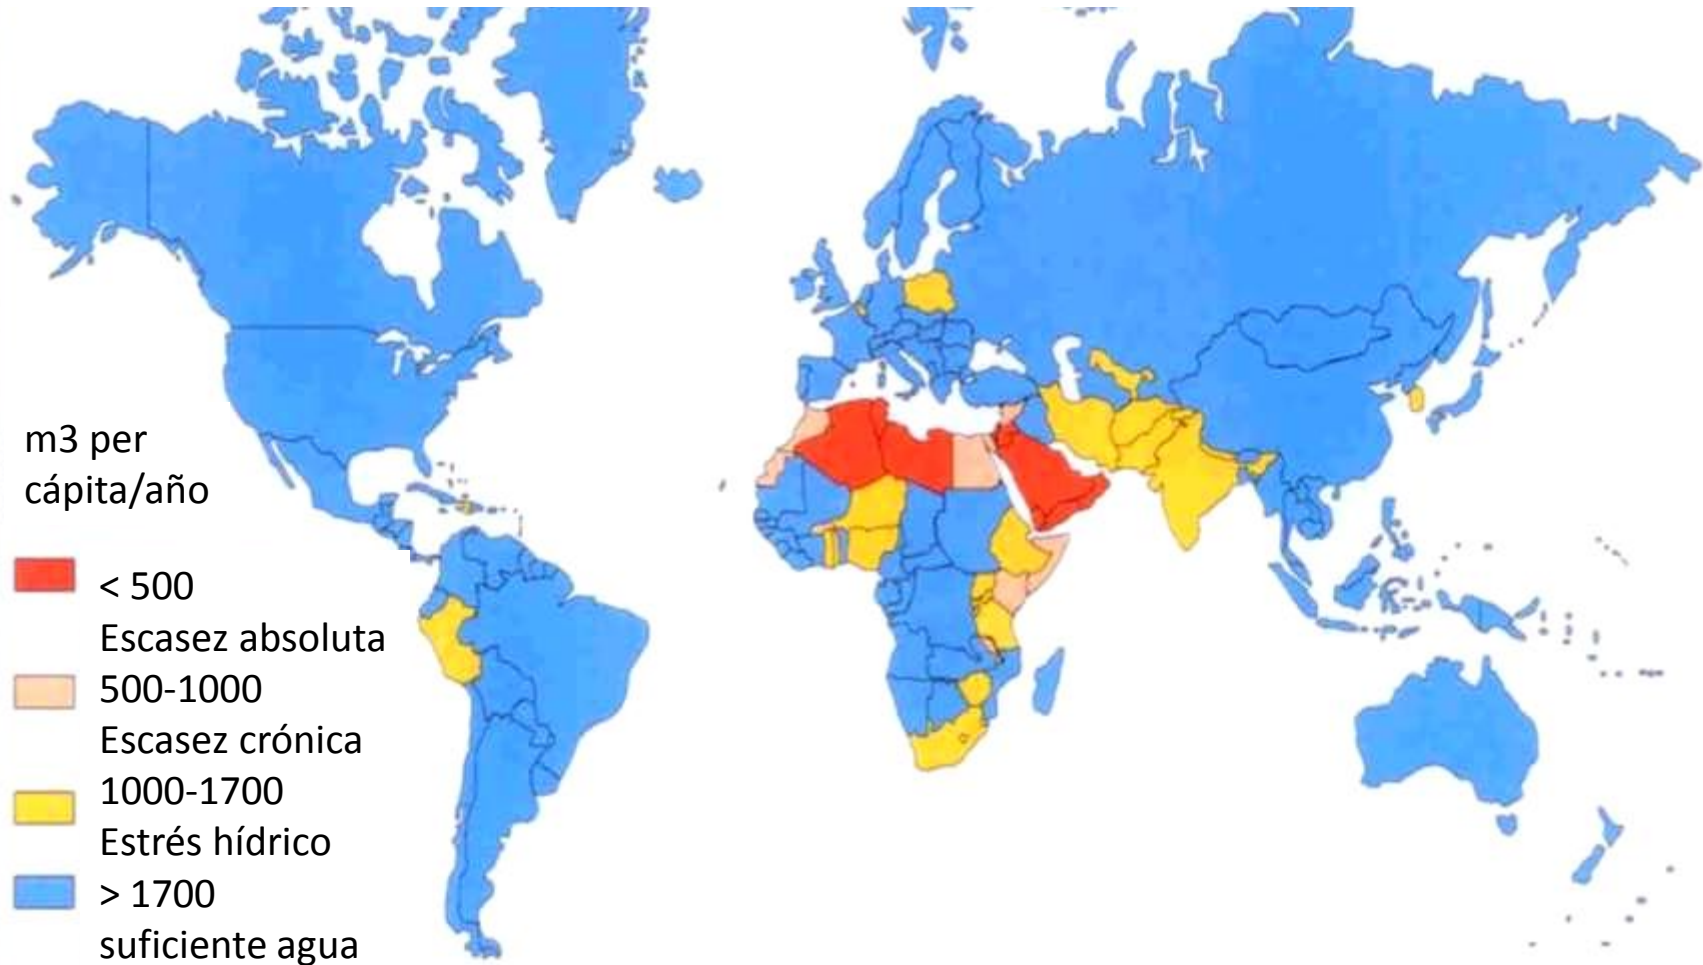 m3 per
cápita/año
< 500
Escasez absoluta
500-1000
Escasez crónica
1000-1700
Estrés hídrico
> 1700
suficiente agua